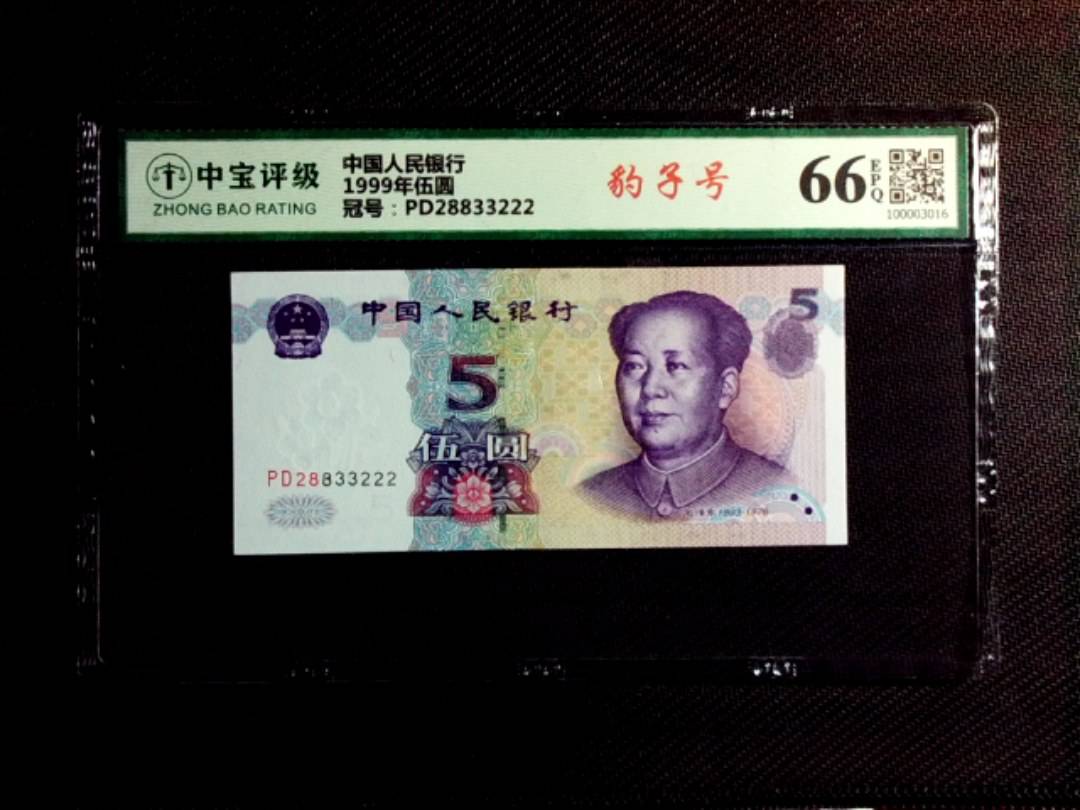 中宝评级
ZHONG BAO RATING
中国人民银行
1999年伍圆
冠号：PD28833222
豹子号
66
EPQ
100003016
中国人民银行
5
5
伍圆
PD28833222